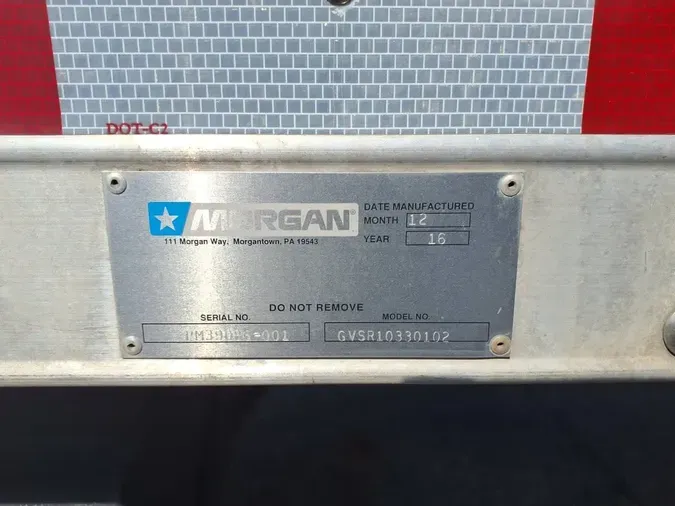 DOT-C2
MORGAN
DATE MANUFACTURED
MONTH 12
111 Morgan Way, Morgantown, PA 19543
YEAR 16
DO NOT REMOVE
SERIAL NO. MODEL NO.
GVSR10330102